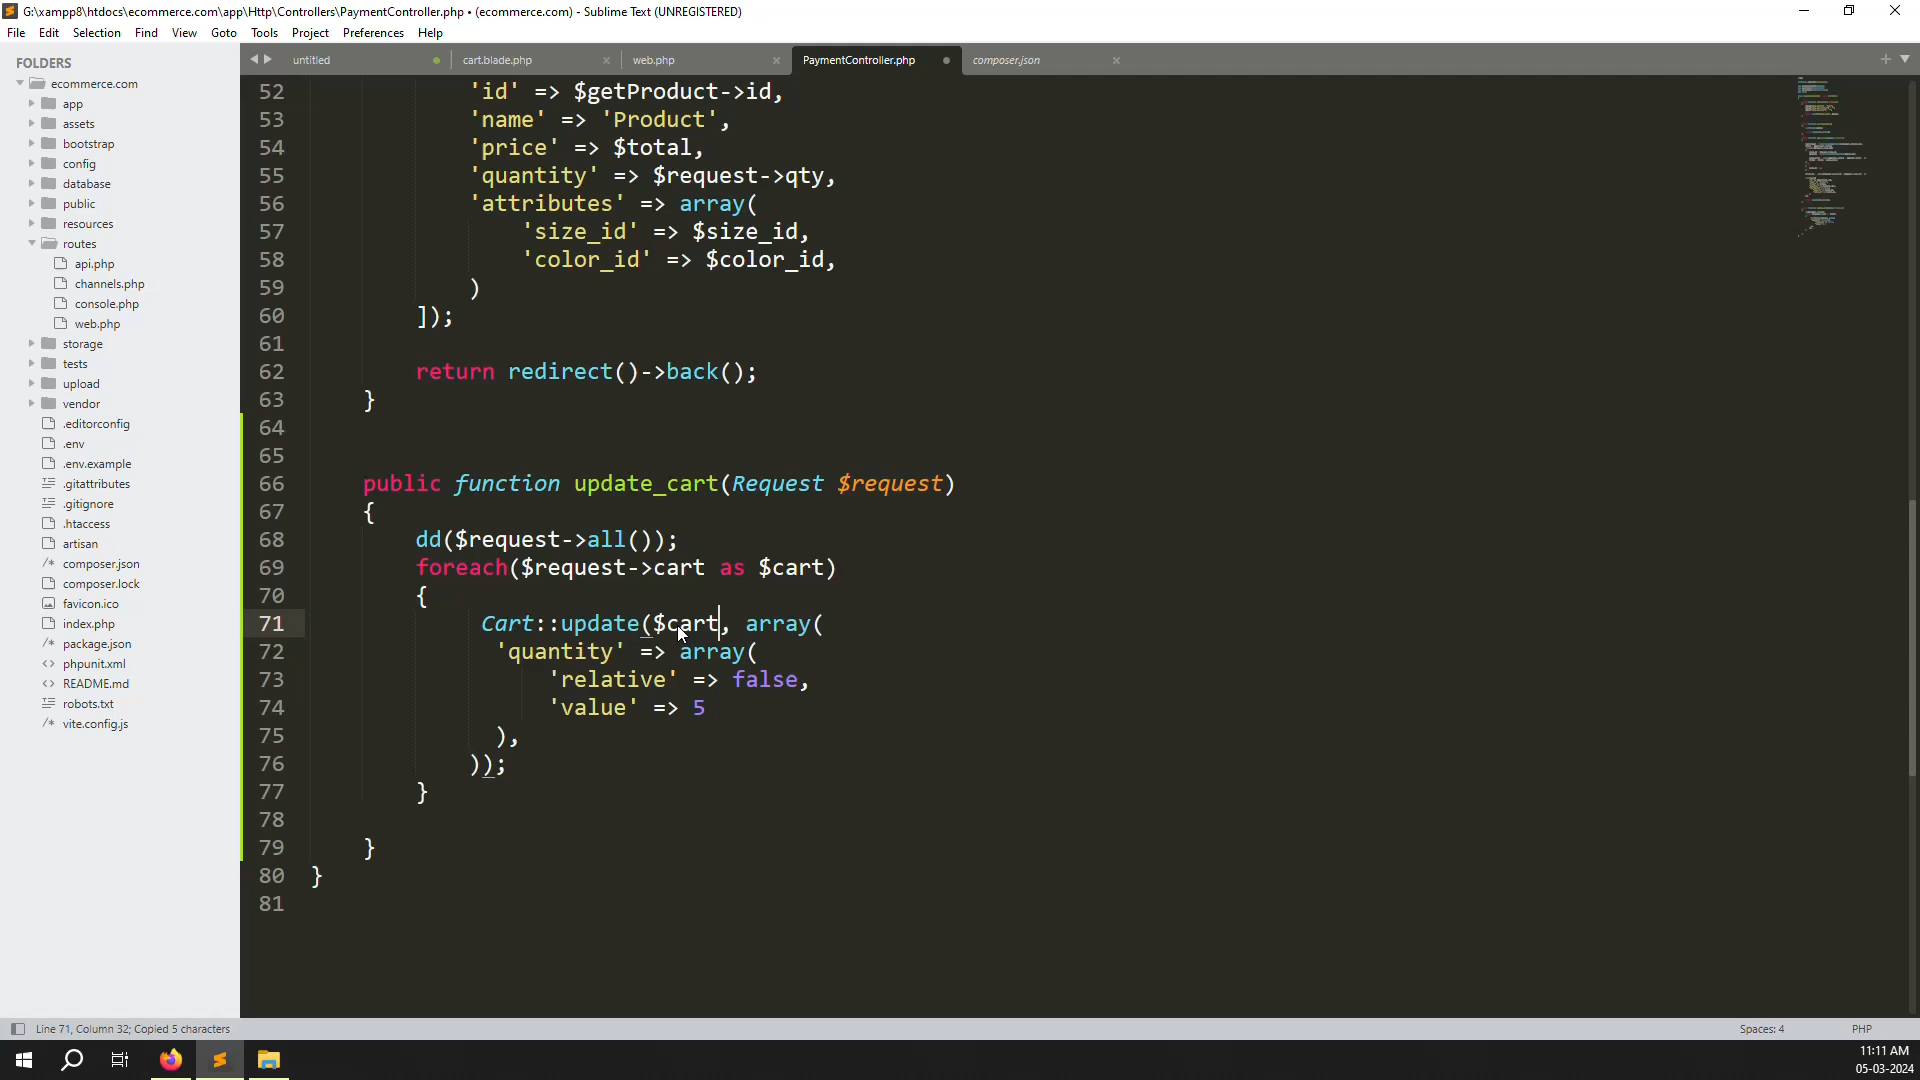 G:\xampp8\htdocs\ecommerce.com\app\Http\Controllers\PaymentController.php • (ecommerce.com) - Sublime Text (UNREGISTERED)
File Edit Selection Find View Goto Tools Project Preferences Help
FOLDERS
ecommerce.com
app
assets
bootstrap
config
database
public
resources
routes
api.php
channels.php
console.php
web.php
storage
tests
upload
vendor
.editorconfig
.env
.env.example
.gitattributes
.gitignore
.htaccess
artisan
composer.json
composer.lock
favicon.ico
index.php
package.json
phpunit.xml
README.md
robots.txt
vite.config.js
untitled cart.blade.php web.php PaymentController.php composer.json
52 'id' => $getProduct->id,
53 'name' => 'Product',
54 'price' => $total,
55 'quantity' => $request->qty,
56 'attributes' => array(
57 'size_id' => $size_id,
58 'color_id' => $color_id,
59 )
60 ]);
61
62 return redirect()->back();
63 }
64
65
66 public function update_cart(Request $request)
67 {
68 dd($request->all());
69 foreach($request->cart as $cart)
70 {
71 Cart::update($cart, array(
72 'quantity' => array(
73 'relative' => false,
74 'value' => 5
75 ),
76 ));
77 }
78
79 }
80 }
81
Line 71, Column 32; Copied 5 characters Spaces: 4 PHP
11:11 AM
05-03-2024